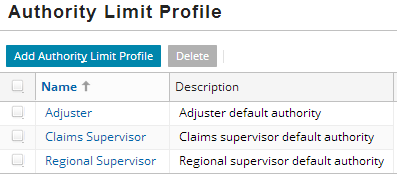 Authority Limit Profile
Add Authority Limit Profile Delete
Name ↑ Description
Adjuster Adjuster default authority
Claims Supervisor Claims supervisor default authority
Regional Supervisor Regional supervisor default authority